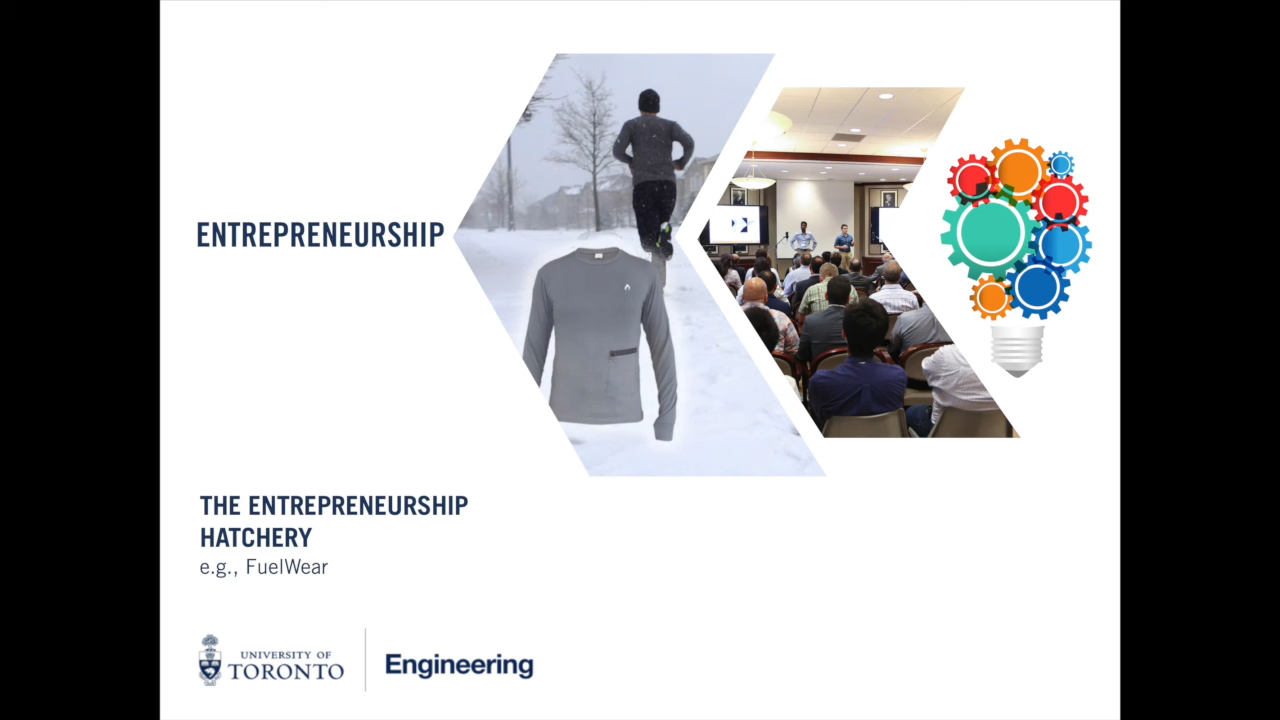 ENTREPRENEURSHIP
THE ENTREPRENEURSHIP
HATCHERY
e.g., FuelWear
UNIVERSITY OF
TORONTO
Engineering